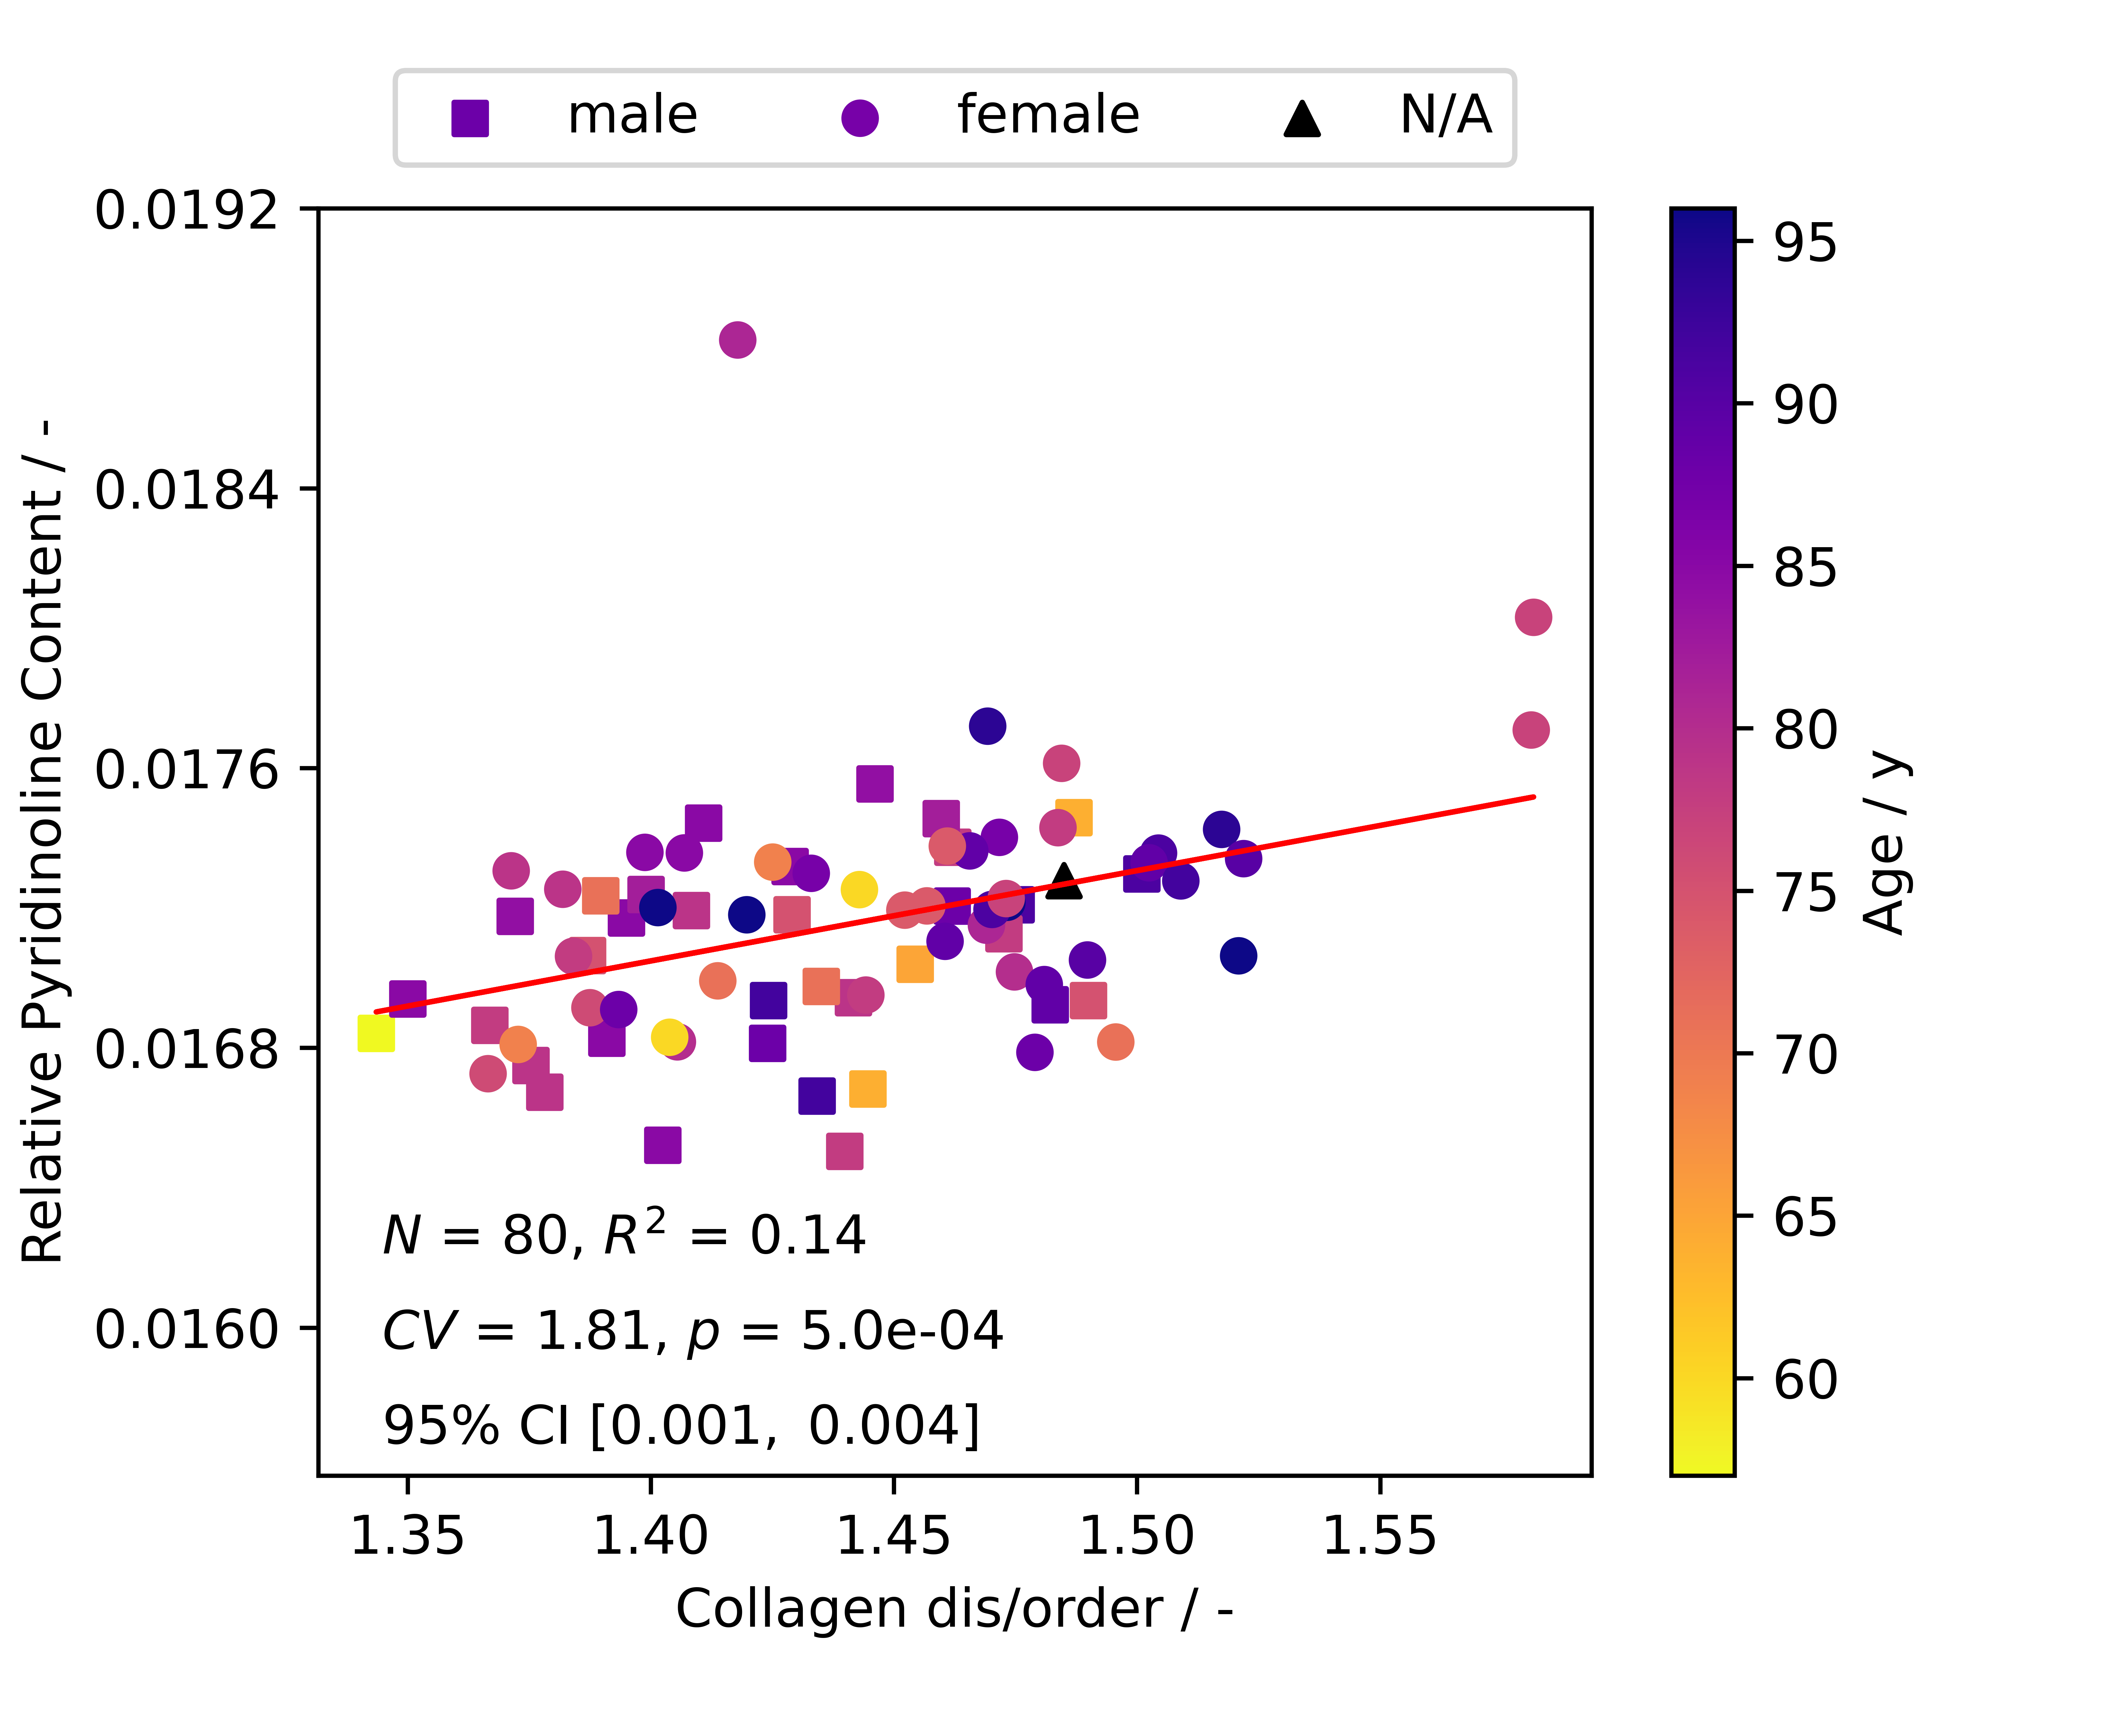 male female N/A
0.0192
0.0184
0.0176
0.0168
0.0160
Relative Pyridinoline Content / -
N = 80, R² = 0.14
CV = 1.81, p = 5.0e-04
95% CI [0.001, 0.004]
1.35 1.40 1.45 1.50 1.55
Collagen dis/order / -
95
90
85
80
75
70
65
60
Age / y